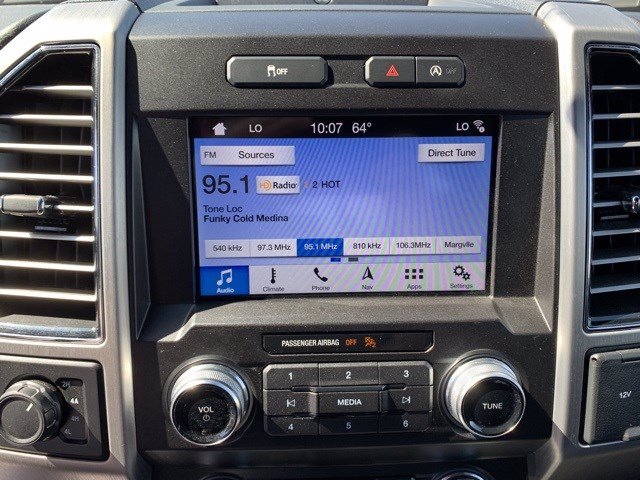 OFF
A OFF
LO 10:07 64° LO
FM Sources
Direct Tune
95.1 HD Radio / 2 HOT
Tone Loc
Funky Cold Medina
540 kHz 97.3 MHz 95.1 MHz 810 kHz 106.3MHz Margvlle
Audio Climate Phone Nav Apps Settings
PASSENGER AIRBAG OFF
1 2 3
MEDIA
4 5 6
VOL
TUNE
2H
4A
12V